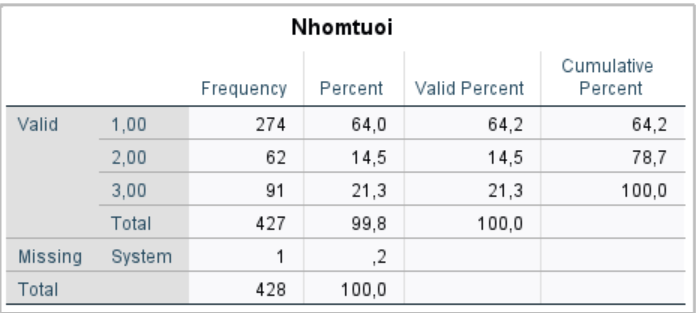 Nhomtuoi
Frequency Percent Valid Percent Cumulative Percent
Valid 1,00 274 64,0 64,2 64,2
2,00 62 14,5 14,5 78,7
3,00 91 21,3 21,3 100,0
Total 427 99,8 100,0
Missing System 1 ,2
Total 428 100,0